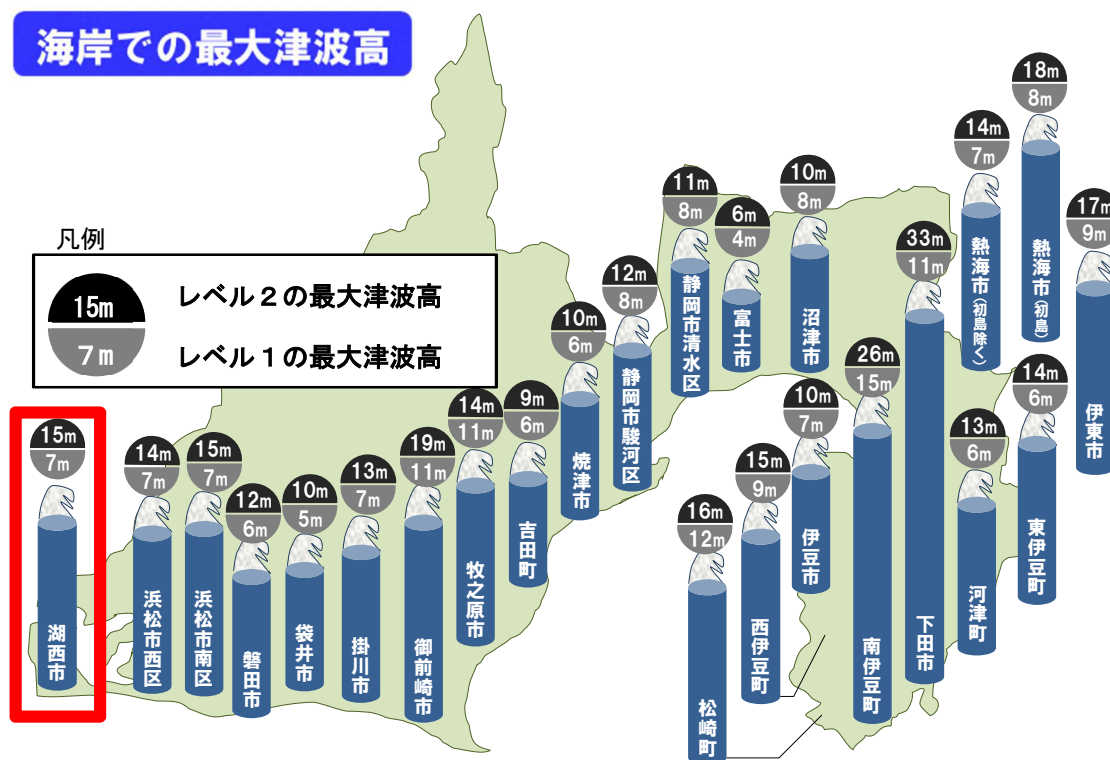 海岸での最大津波高
凡例
15m
レベル2の最大津波高
7m
レベル1の最大津波高
15m
7m
湖西市
14m
7m
浜松市西区
15m
7m
浜松市南区
12m
6m
磐田市
10m
5m
袋井市
13m
7m
掛川市
19m
11m
御前崎市
14m
11m
牧之原市
9m
6m
吉田町
10m
6m
焼津市
12m
8m
静岡市駿河区
11m
8m
静岡市清水区
6m
4m
富士市
10m
8m
沼津市
10m
7m
伊豆市
15m
9m
西伊豆町
16m
12m
松崎町
26m
15m
南伊豆町
33m
11m
下田市
13m
6m
河津町
14m
6m
東伊豆町
17m
9m
伊東市
14m
7m
熱海市(初島除く)
18m
8m
熱海市(初島)